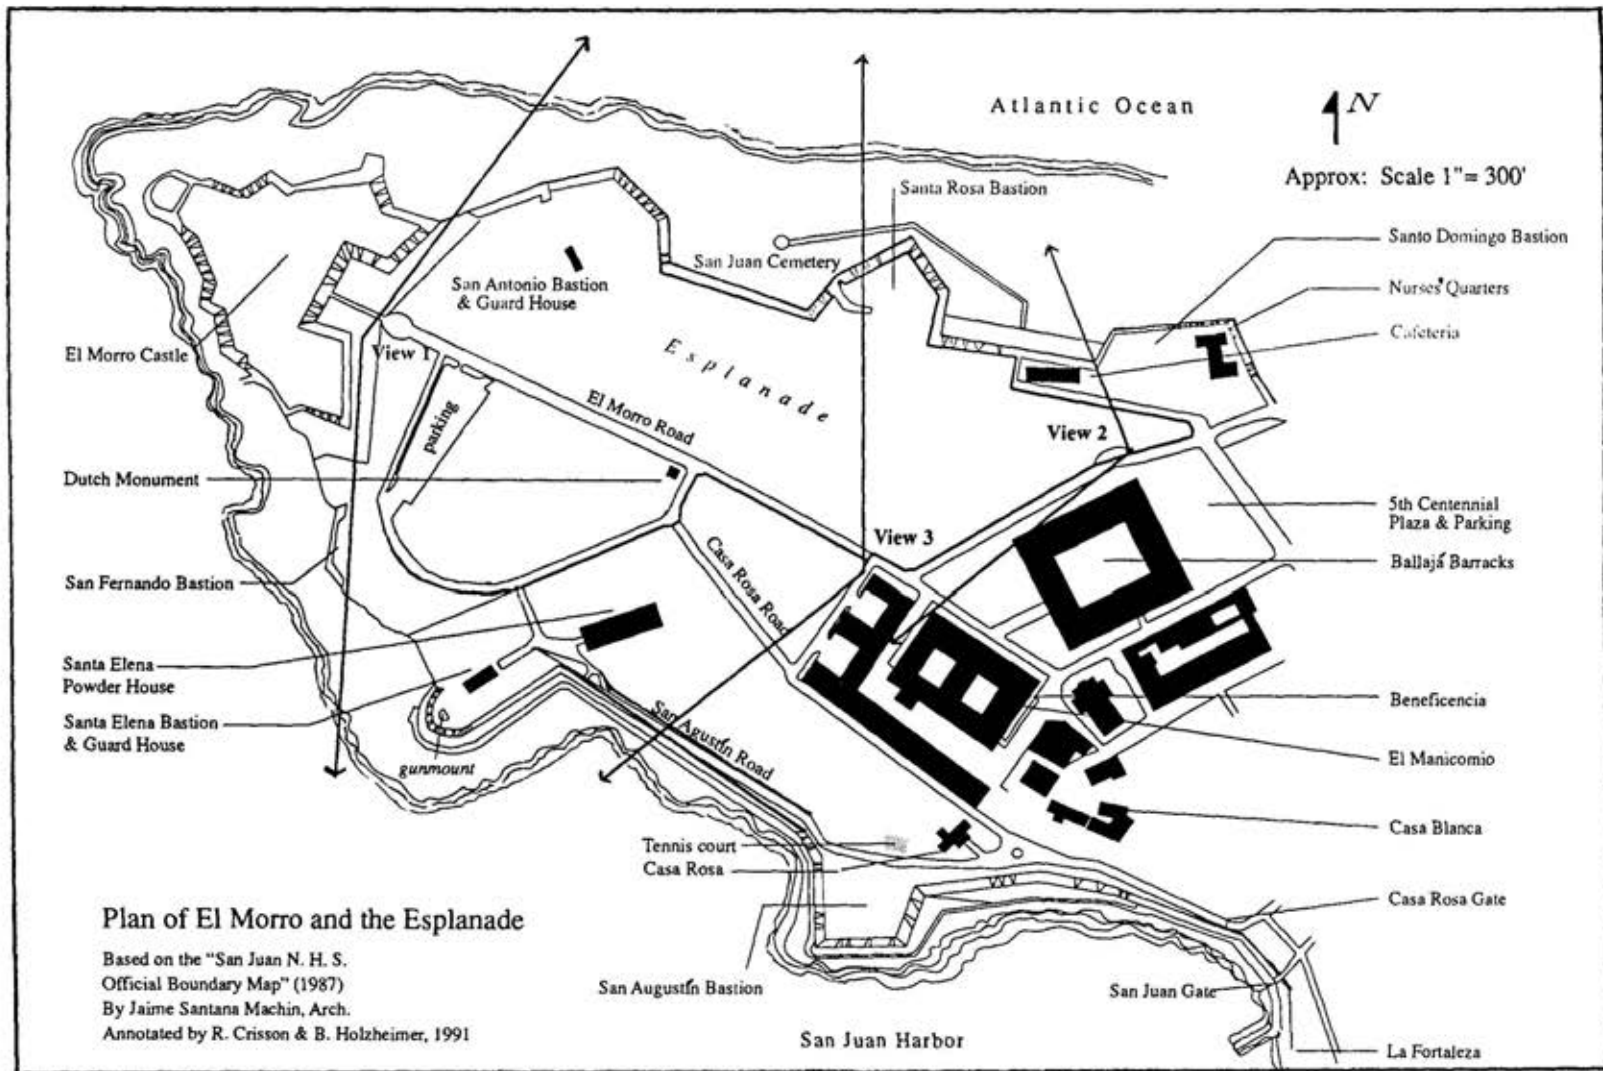 Atlantic Ocean
N
Approx: Scale 1"= 300'
Santa Rosa Bastion
Santo Domingo Bastion
San Juan Cemetery
San Antonio Bastion
& Guard House
Nurses' Quarters
Cafeteria
El Morro Castle
View 1
Esplanade
parking
El Morro Road
View 2
Dutch Monument
5th Centennial
Plaza & Parking
View 3
Ballajá Barracks
San Fernando Bastion
Casa Rosa Road
Santa Elena
Powder House
Beneficencia
Santa Elena Bastion
& Guard House
San Agustín Road
gunmount
El Manicomio
Casa Blanca
Tennis court
Casa Rosa
Casa Rosa Gate
Plan of El Morro and the Esplanade
Based on the "San Juan N. H. S.
Official Boundary Map" (1987)
By Jaime Santana Machin, Arch.
Annotated by R. Crisson & B. Holzheimer, 1991
San Augustín Bastion
San Juan Gate
San Juan Harbor
La Fortaleza